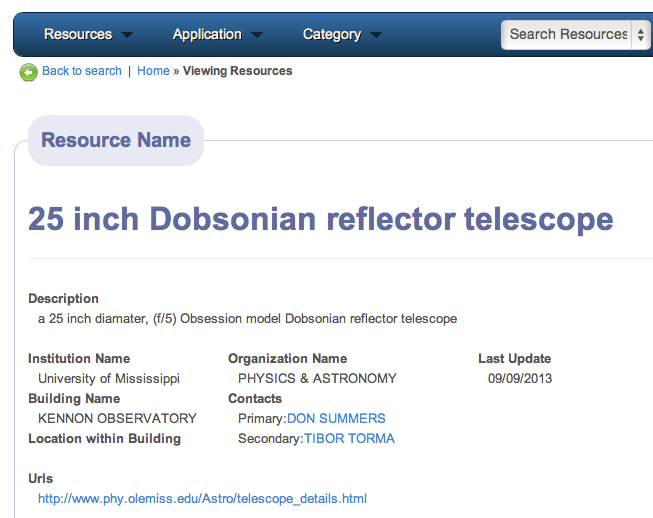 Resources Application Category Search Resources
Back to search | Home » Viewing Resources
Resource Name
25 inch Dobsonian reflector telescope
Description
a 25 inch diamater, (f/5) Obsession model Dobsonian reflector telescope
Institution Name Organization Name Last Update
University of Mississippi PHYSICS & ASTRONOMY 09/09/2013
Building Name Contacts
KENNON OBSERVATORY Primary:DON SUMMERS
Location within Building Secondary:TIBOR TORMA
Urls
http://www.phy.olemiss.edu/Astro/telescope_details.html